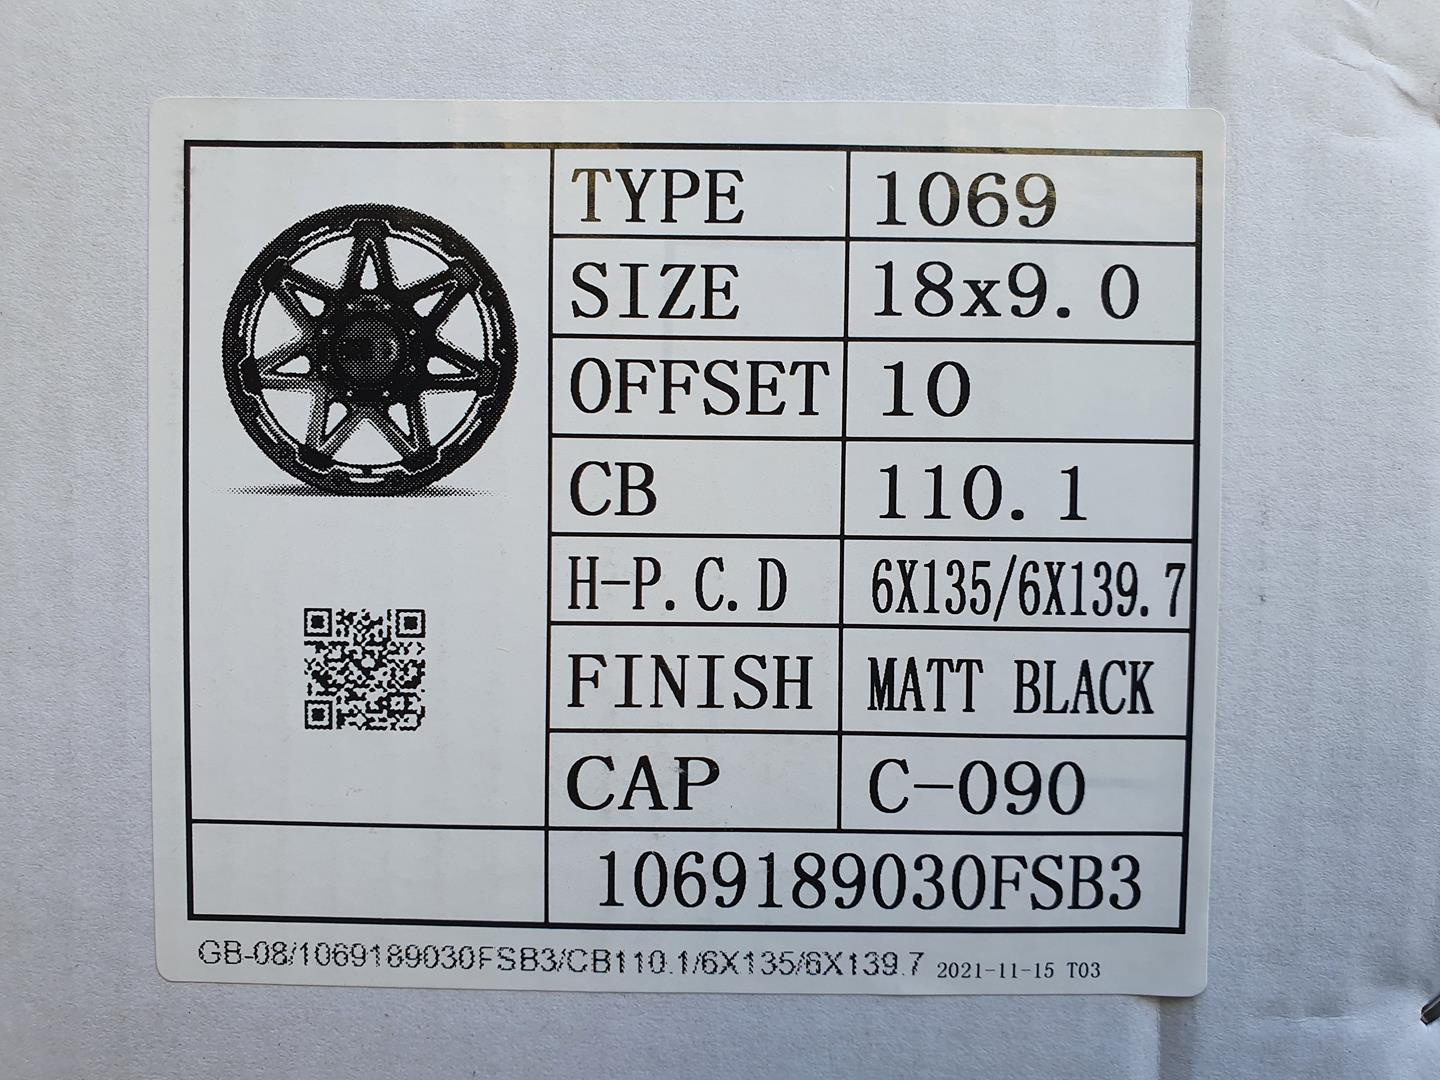 TYPE 1069
SIZE 18x9.0
OFFSET 10
CB 110.1
H-P.C.D 6X135/6X139.7
FINISH MATT BLACK
CAP C-090
1069189030FSB3
GB-08/1069189030FSB3/CB110.1/6X135/6X139.7 2021-11-15 T03